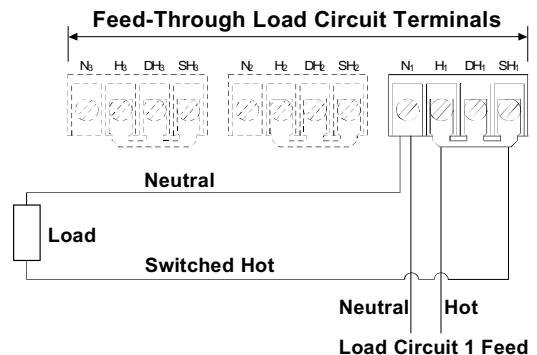 Feed-Through Load Circuit Terminals
N₃ H₃ DH₃ SH₃ N₂ H₂ DH₂ SH₂ N₁ H₁ DH₁ SH₁
Neutral
Load
Switched Hot
Neutral Hot
Load Circuit 1 Feed